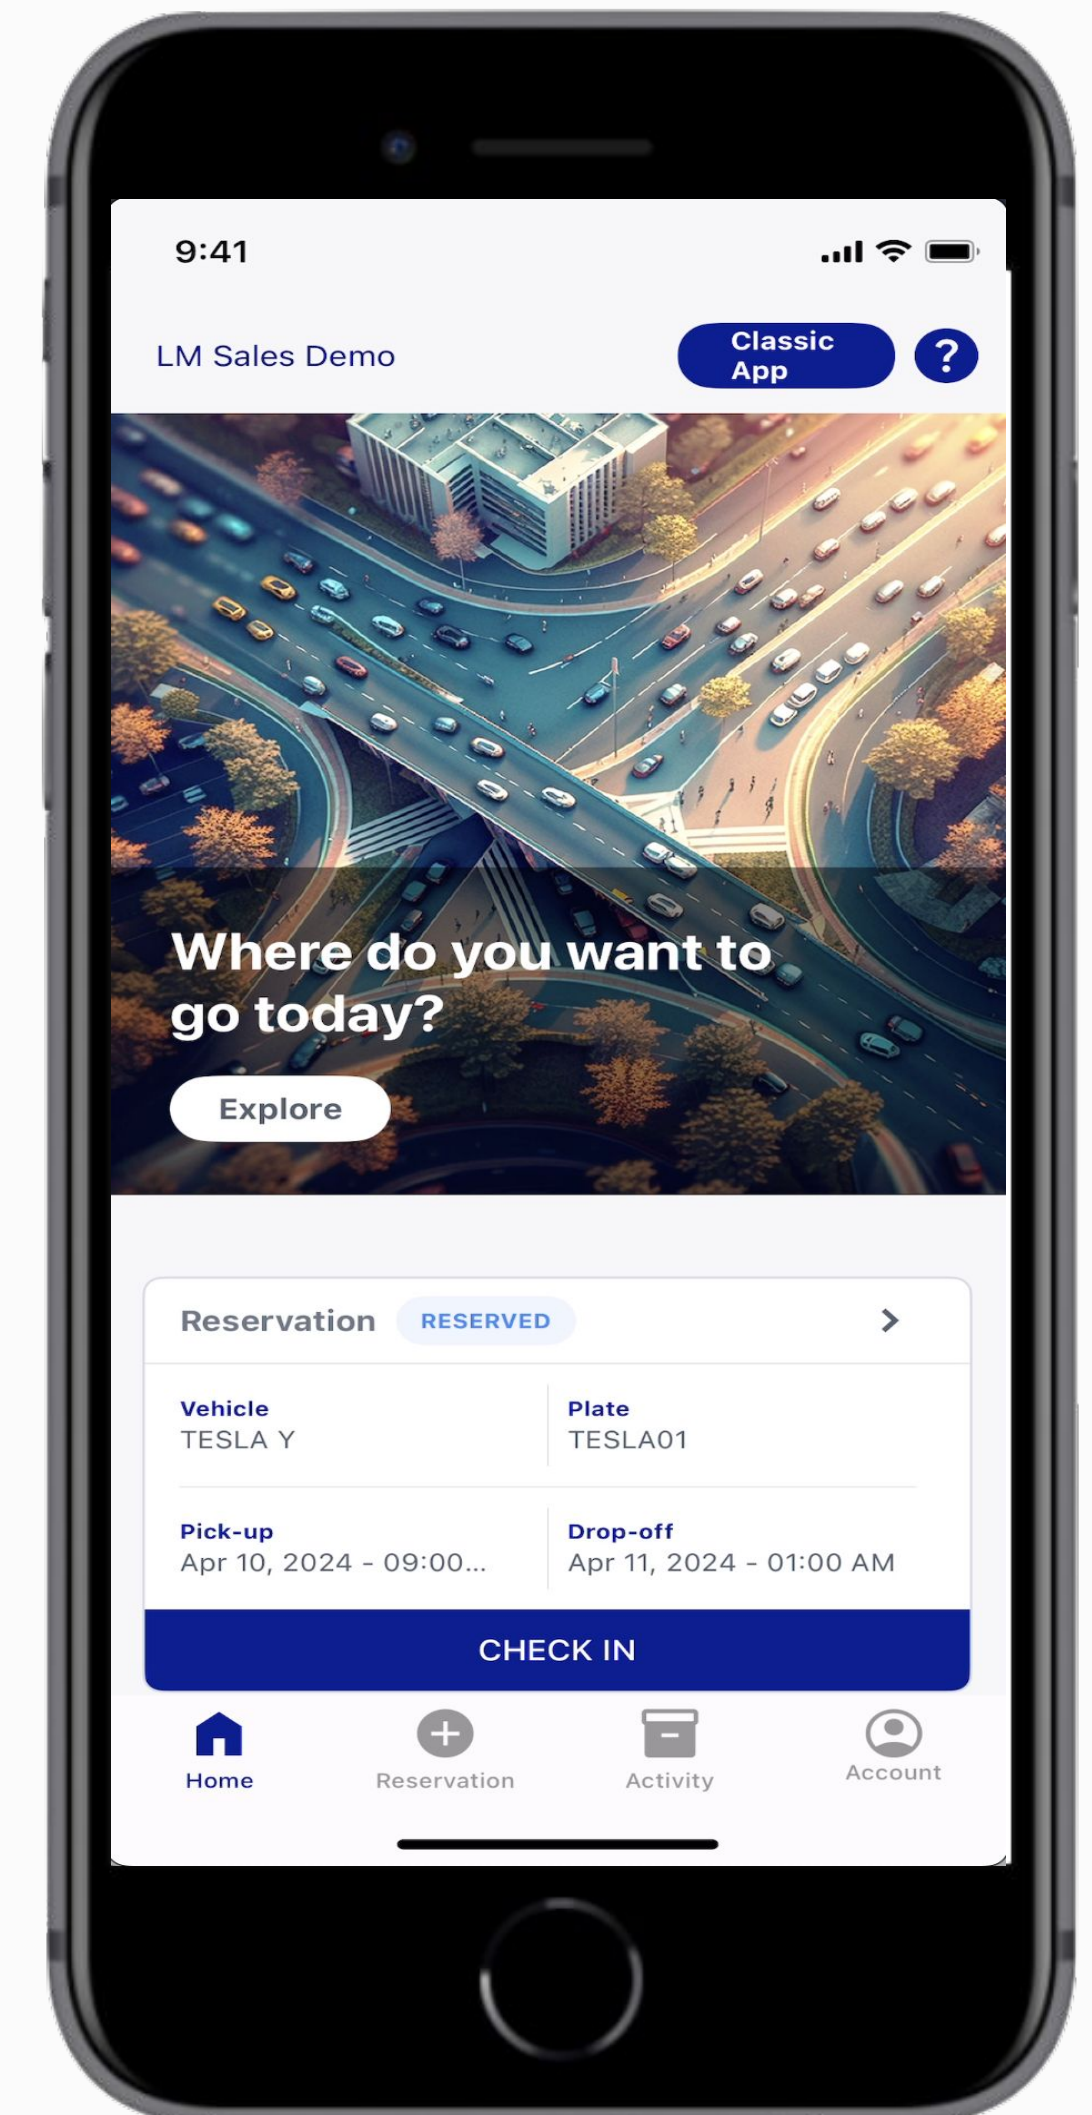 9:41
LM Sales Demo
Classic
App
?
Where do you want to
go today?
Explore
Reservation RESERVED
Vehicle
TESLA Y
Plate
TESLA01
Pick-up
Apr 10, 2024 - 09:00...
Drop-off
Apr 11, 2024 - 01:00 AM
CHECK IN
Home
Reservation
Activity
Account